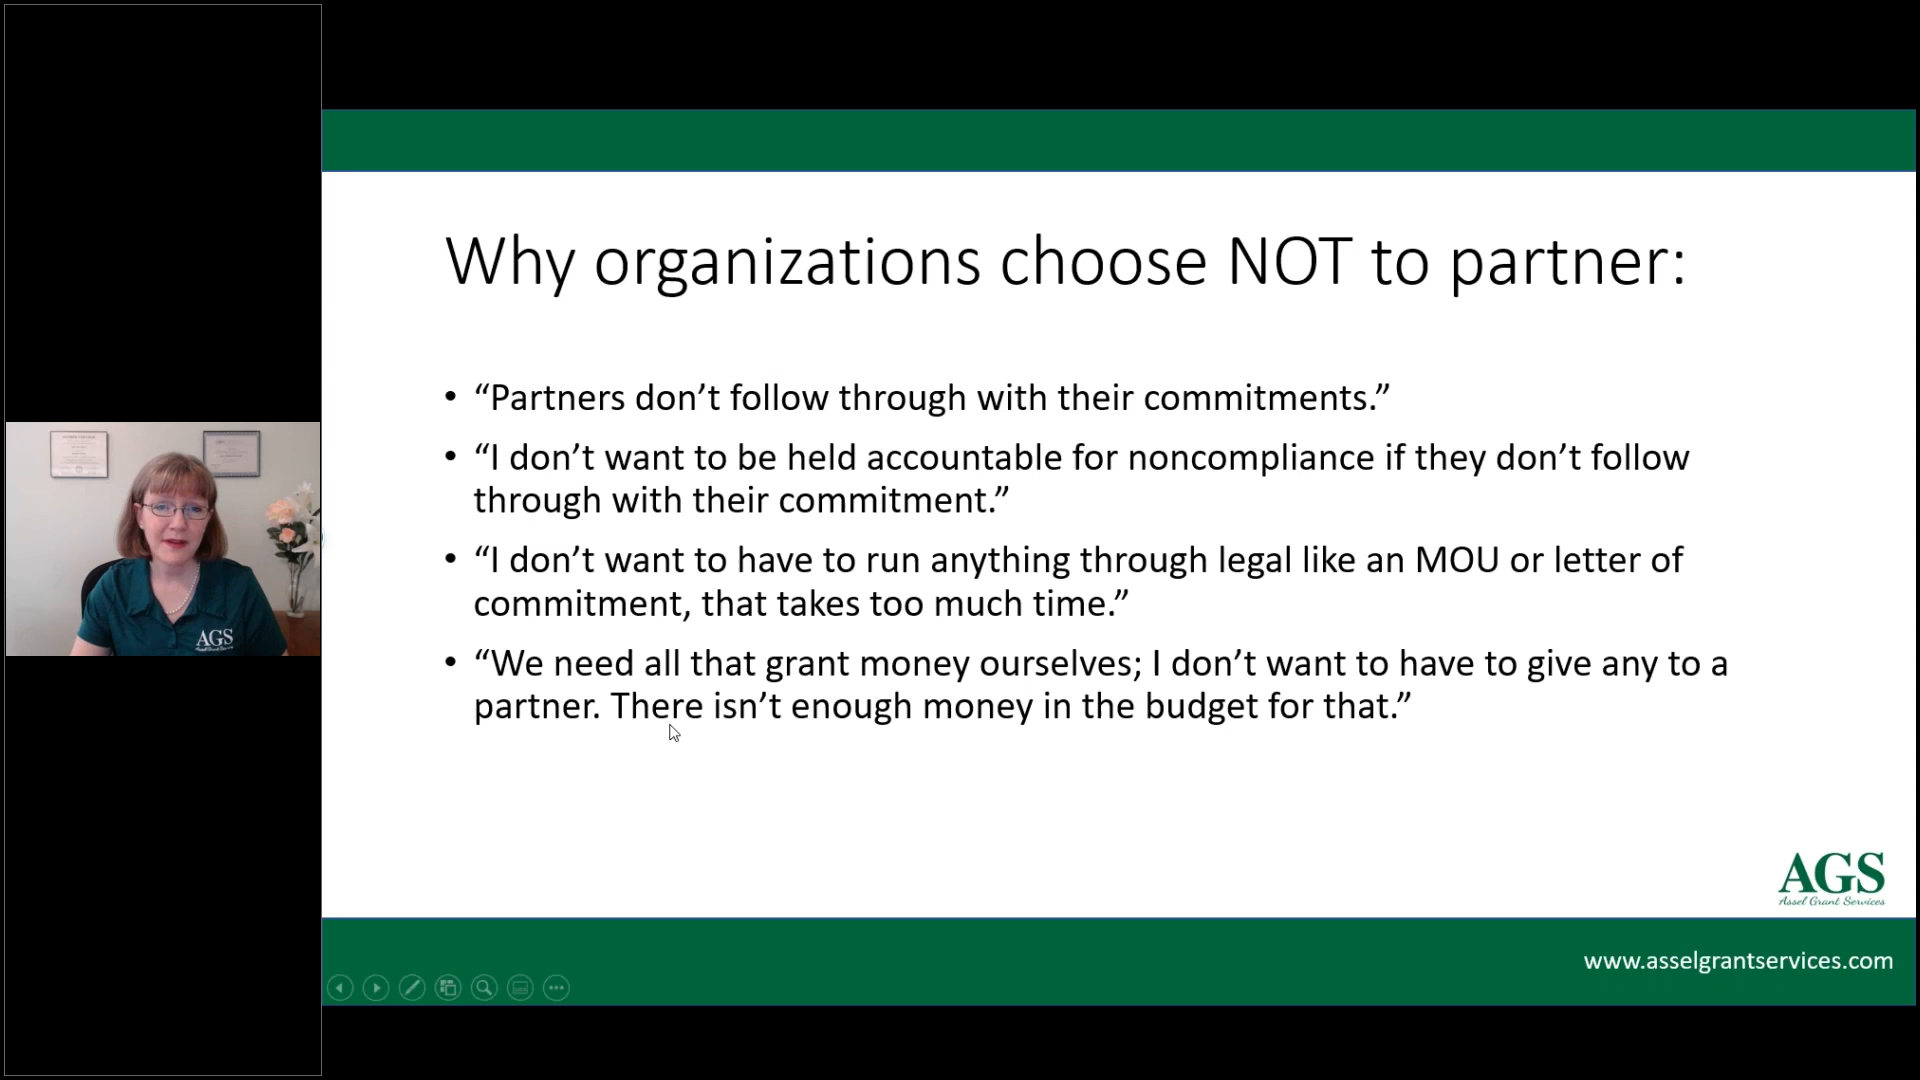 Why organizations choose NOT to partner:
• “Partners don’t follow through with their commitments.”
• “I don’t want to be held accountable for noncompliance if they don’t follow
through with their commitment.”
• “I don’t want to have to run anything through legal like an MOU or letter of
commitment, that takes too much time.”
• “We need all that grant money ourselves; I don’t want to have to give any to a
partner. There isn’t enough money in the budget for that.”
AGS
Assel Grant Services
www.asselgrantservices.com
AGS
Assel Grant Services